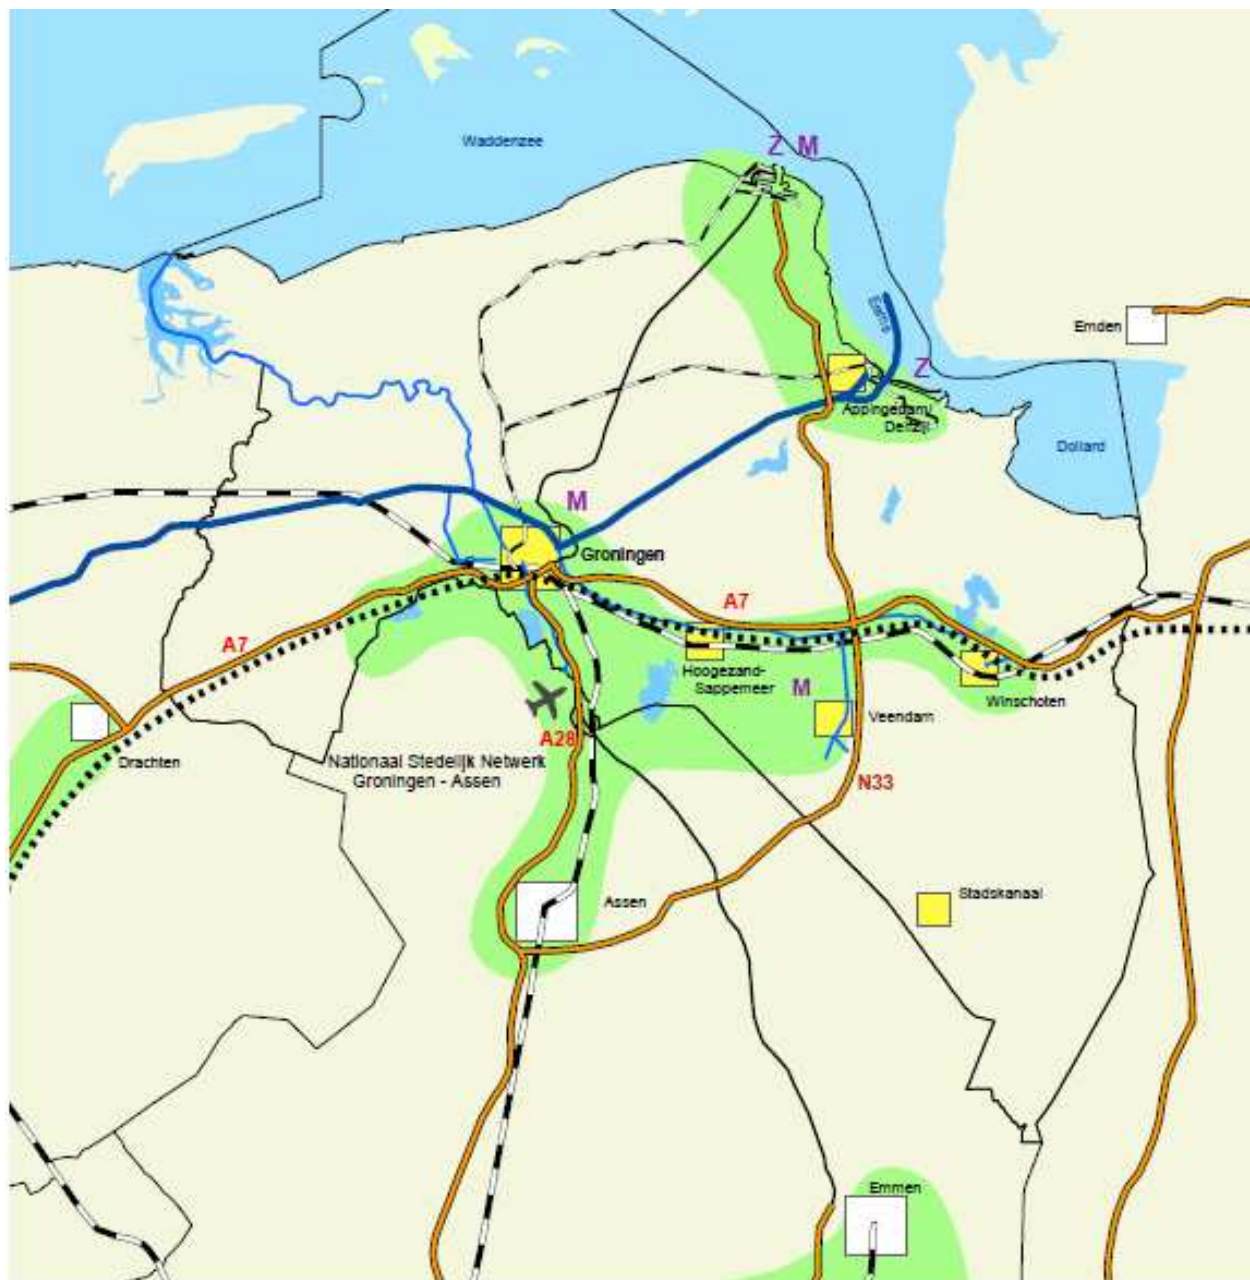 Waddenzee
Z M
Eems
Emden
Z
Appingedam/
Delfzijl
Dollard
M
Groningen
A7
A7
Hoogezand-
Sappemeer
M
Winschoten
Veendam
Drachten
A28
Nationaal Stedelijk Netwerk
Groningen - Assen
N33
Assen
Stadskanaal
Emmen